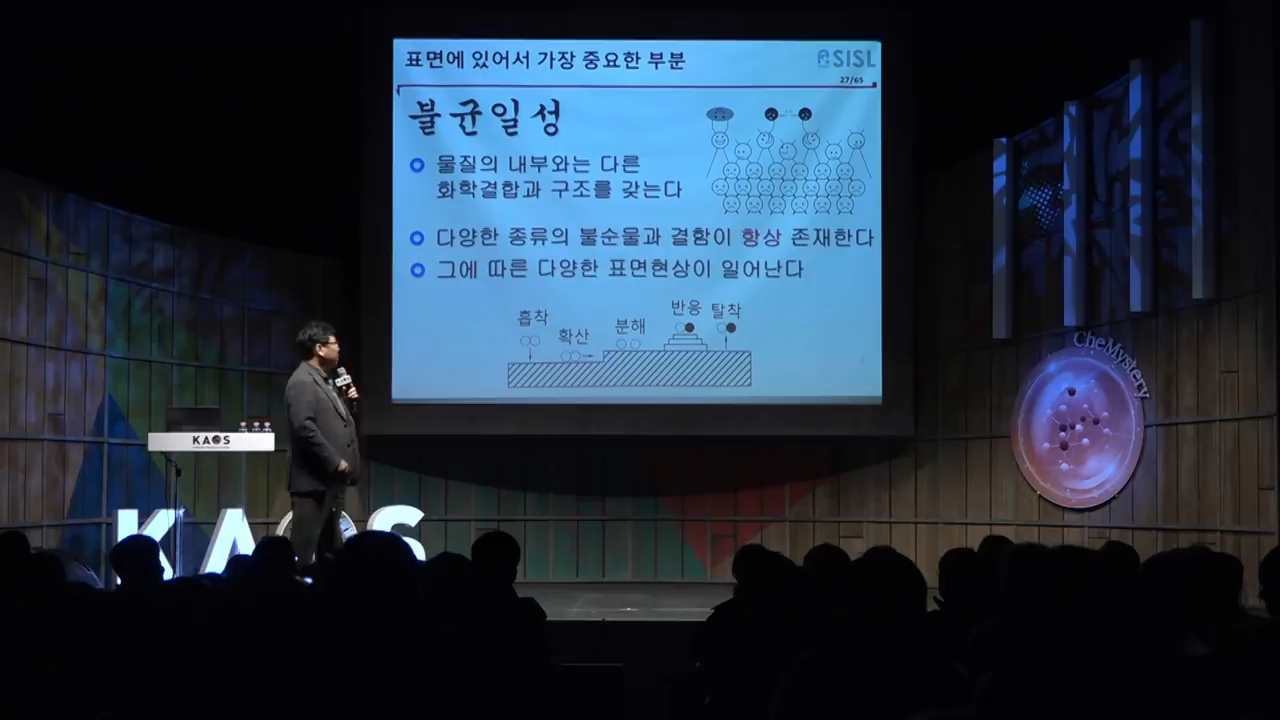 표면에 있어서 가장 중요한 부분
SISL
27/65
불균일성
물질의 내부와는 다른
화학결합과 구조를 갖는다
다양한 종류의 불순물과 결함이 항상 존재한다
그에 따른 다양한 표면현상이 일어난다
흡착
확산
분해
반응
탈착
CheMystery
KAOS
KAOS